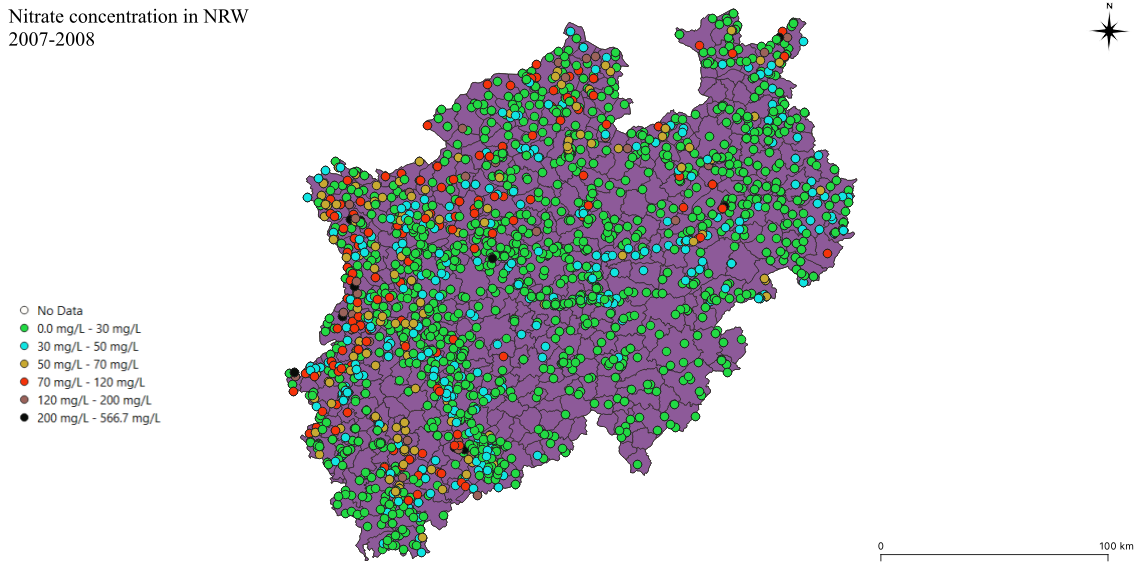 Nitrate concentration in NRW
2007-2008
N
No Data
0.0 mg/L - 30 mg/L
30 mg/L - 50 mg/L
50 mg/L - 70 mg/L
70 mg/L - 120 mg/L
120 mg/L - 200 mg/L
200 mg/L - 566.7 mg/L
0 100 km